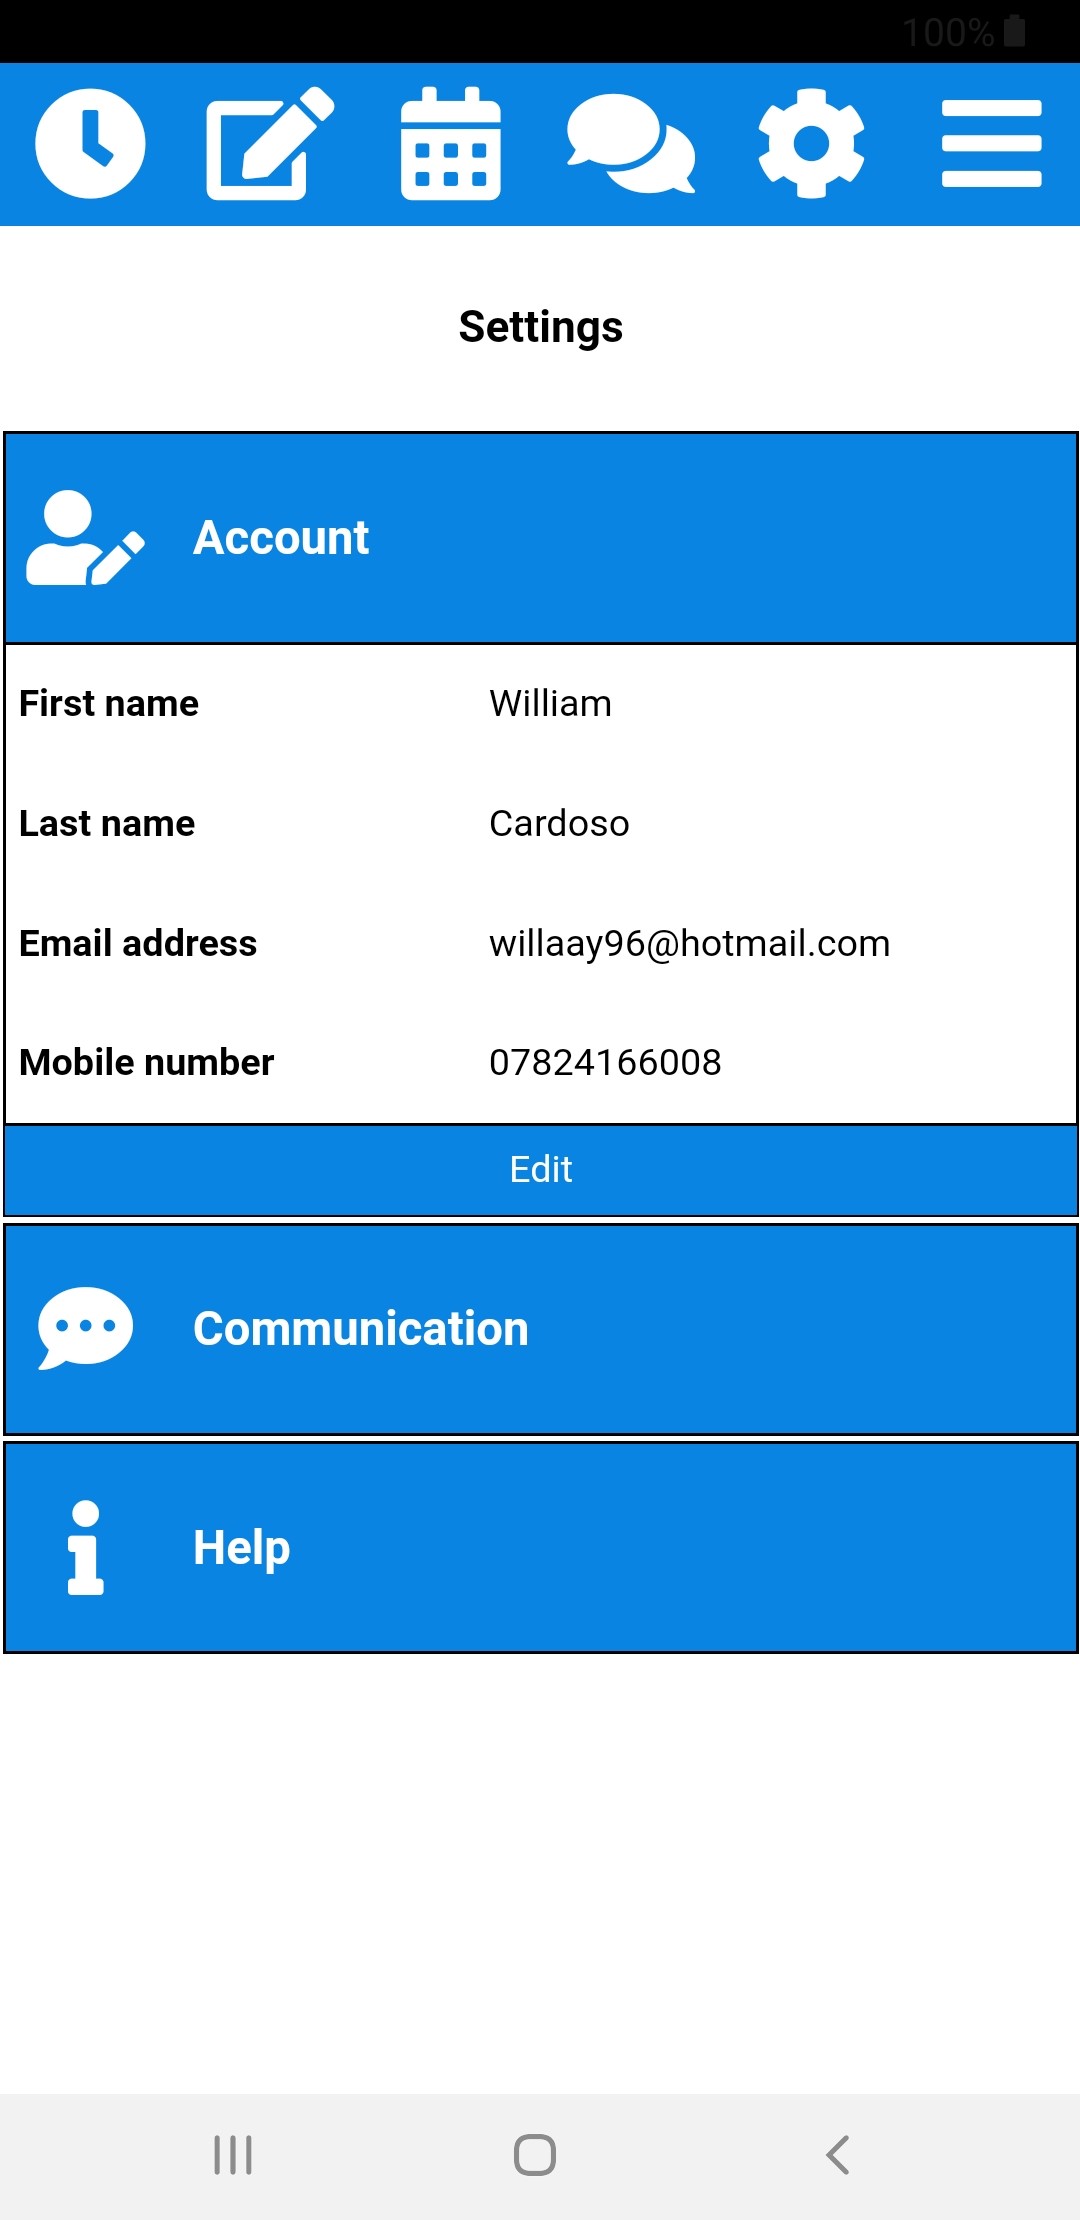 100%
Settings
Account
First name William
Last name Cardoso
Email address willaay96@hotmail.com
Mobile number 07824166008
Edit
Communication
Help